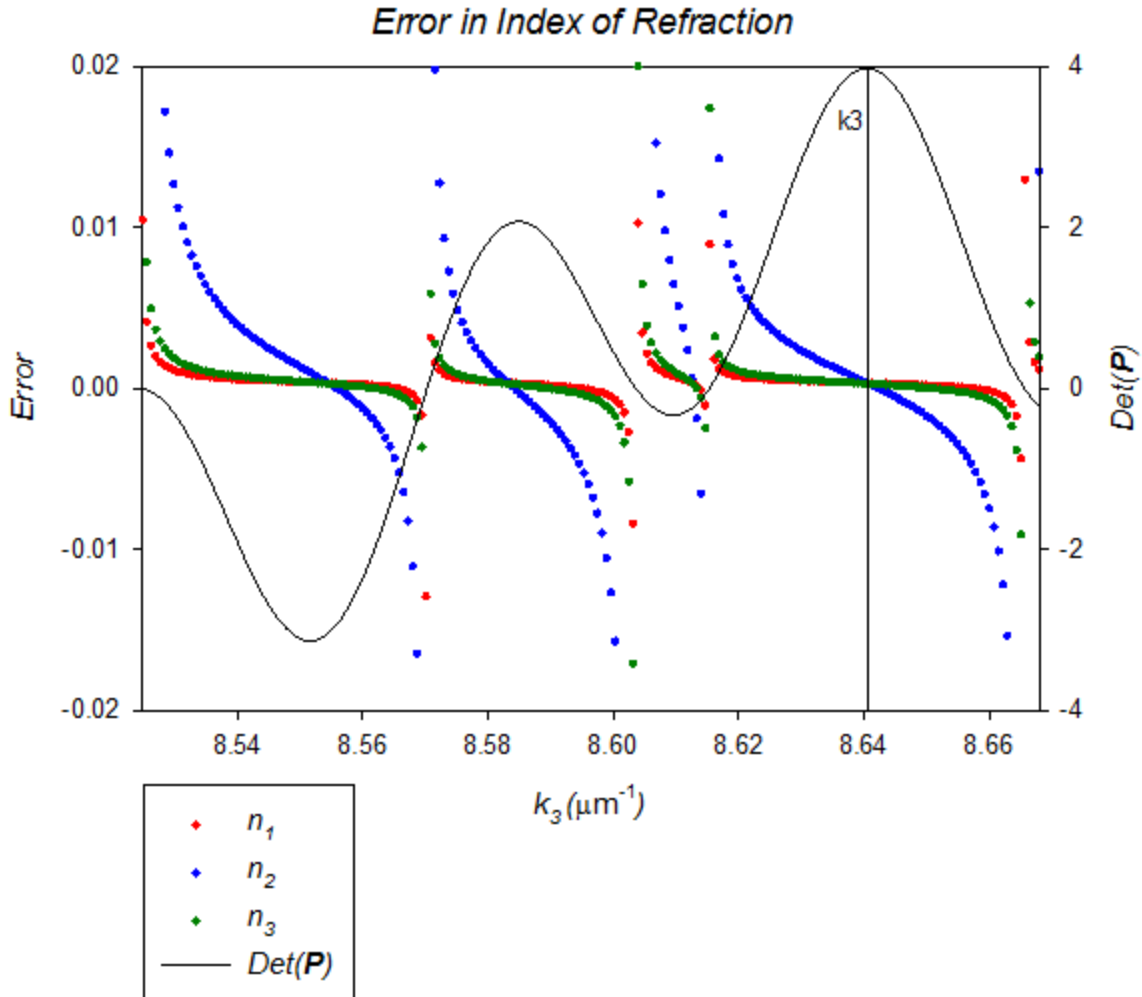 Error in Index of Refraction
0.02
0.01
0.00
-0.01
-0.02
Error
4
2
0
-2
-4
Det(P)
k3
8.54 8.56 8.58 8.60 8.62 8.64 8.66
k₃(μm⁻¹)
n₁
n₂
n₃
Det(P)